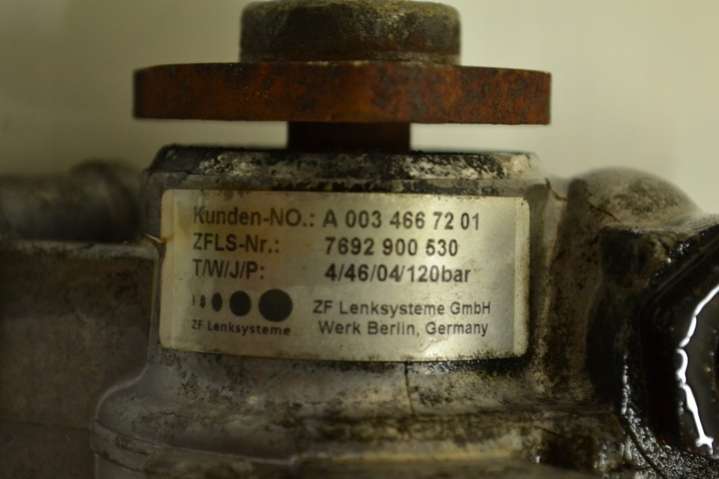 Kunden-NO.: A 003 466 72 01
ZFLS-Nr.: 7692 900 530
T/W/J/P: 4/46/04/120bar
ZF Lenksysteme GmbH
ZF Lenksysteme Werk Berlin, Germany